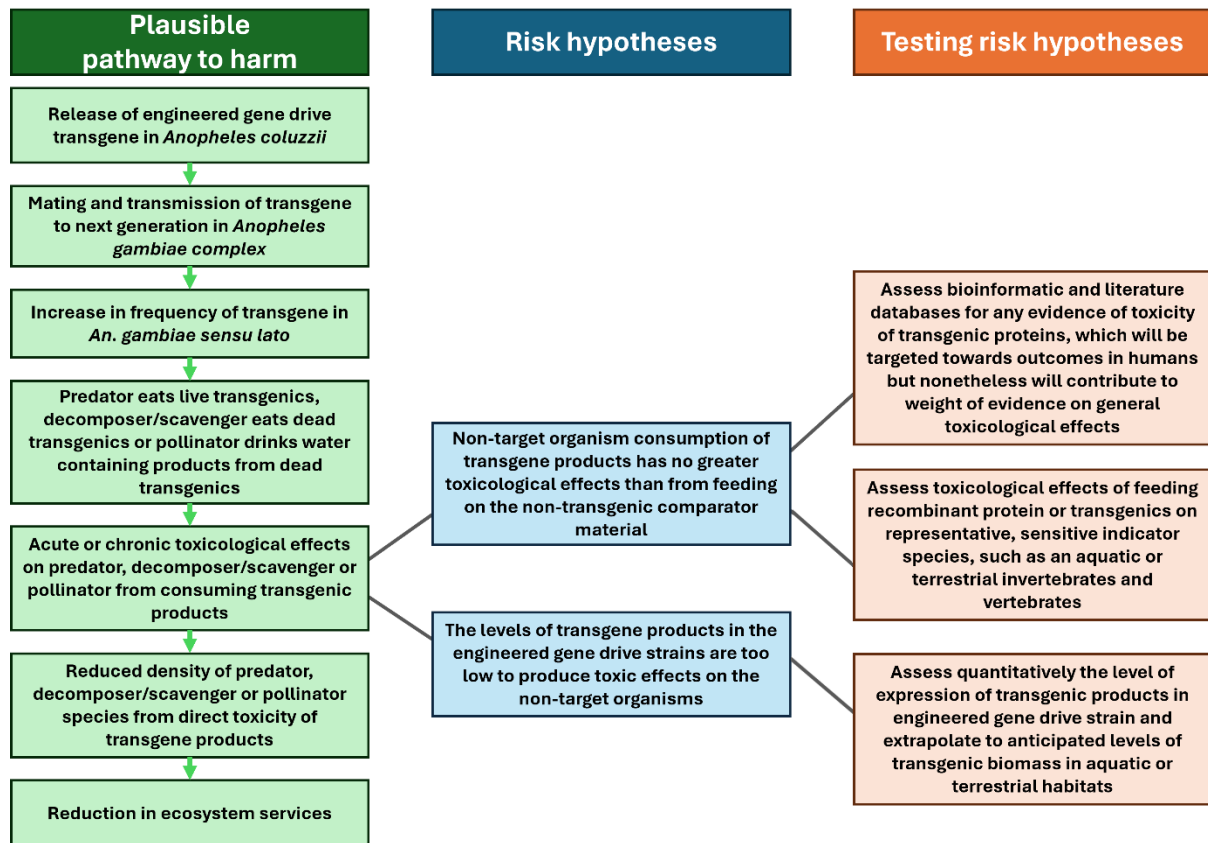 Plausible
pathway to harm
Risk hypotheses
Testing risk hypotheses
Release of engineered gene drive
transgene in Anopheles coluzzii
Mating and transmission of transgene
to next generation in Anopheles
gambiae complex
Increase in frequency of transgene in
An. gambiae sensu lato
Predator eats live transgenics,
decomposer/scavenger eats dead
transgenics or pollinator drinks water
containing products from dead
transgenics
Acute or chronic toxicological effects
on predator, decomposer/scavenger or
pollinator from consuming transgenic
products
Reduced density of predator,
decomposer/scavenger or pollinator
species from direct toxicity of
transgene products
Reduction in ecosystem services
Non-target organism consumption of
transgene products has no greater
toxicological effects than from feeding
on the non-transgenic comparator
material
The levels of transgene products in the
engineered gene drive strains are too
low to produce toxic effects on the
non-target organisms
Assess bioinformatic and literature
databases for any evidence of toxicity
of transgenic proteins, which will be
targeted towards outcomes in humans
but nonetheless will contribute to
weight of evidence on general
toxicological effects
Assess toxicological effects of feeding
recombinant protein or transgenics on
representative, sensitive indicator
species, such as an aquatic or
terrestrial invertebrates and
vertebrates
Assess quantitatively the level of
expression of transgenic products in
engineered gene drive strain and
extrapolate to anticipated levels of
transgenic biomass in aquatic or
terrestrial habitats